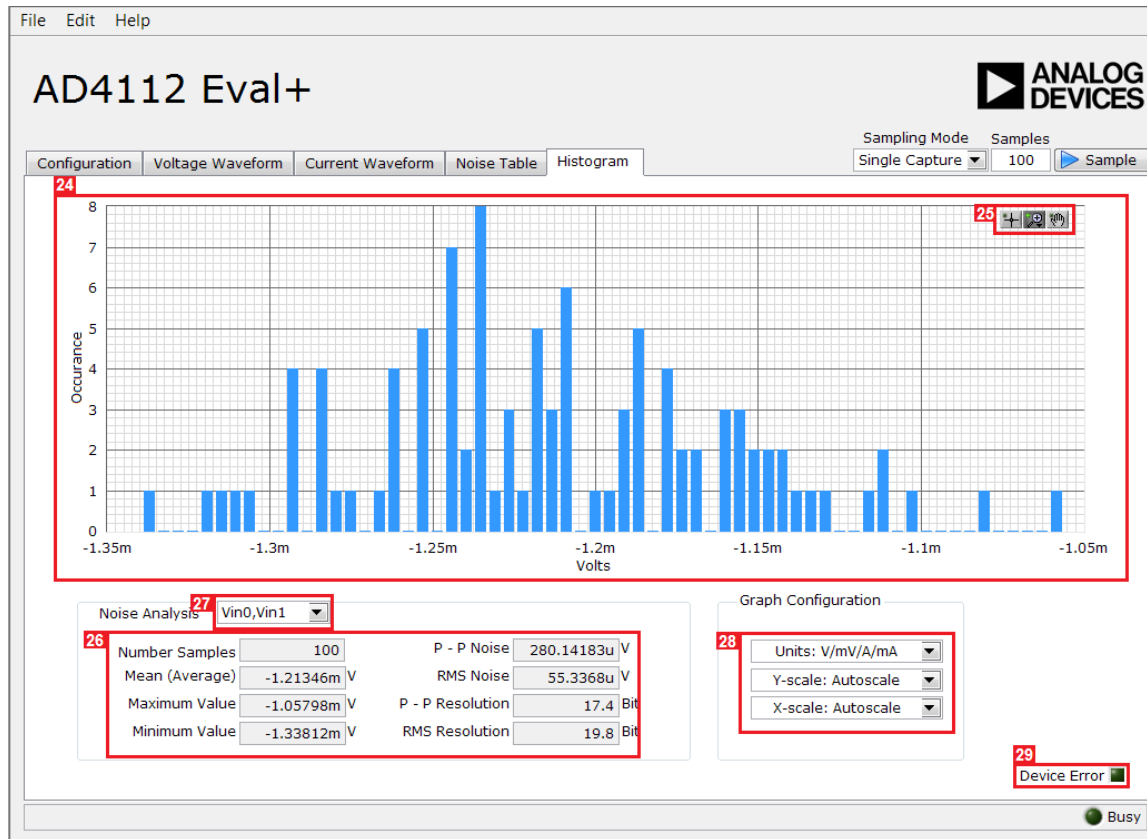 File Edit Help
AD4112 Eval+
ANALOG
DEVICES
Sampling Mode Samples
Configuration Voltage Waveform Current Waveform Noise Table Histogram Single Capture 100 Sample
24
25
8
7
6
5
4
3
2
1
0
Occurance
-1.35m -1.3m -1.25m -1.2m -1.15m -1.1m -1.05m
Volts
Noise Analysis 27 Vin0,Vin1
26
Number Samples 100 P - P Noise 280.14183u V
Mean (Average) -1.21346m V RMS Noise 55.3368u V
Maximum Value -1.05798m V P - P Resolution 17.4 Bit
Minimum Value -1.33812m V RMS Resolution 19.8 Bit
Graph Configuration
28
Units: V/mV/A/mA
Y-scale: Autoscale
X-scale: Autoscale
29
Device Error
Busy